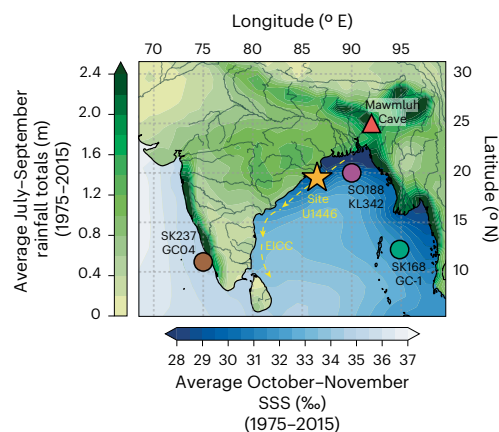 Longitude (º E)
70 75 80 85 90 95
Average July–September
rainfall totals (m)
(1975–2015)
2.4
2.0
1.6
1.2
0.8
0.4
0
30
25
20
15
10
Latitude (º N)
Mawmluh
Cave
Site
U1446
SO188
KL342
EICC
SK237
GC04
SK168
GC-1
28 29 30 31 32 33 34 35 36 37
Average October–November
SSS (‰)
(1975–2015)